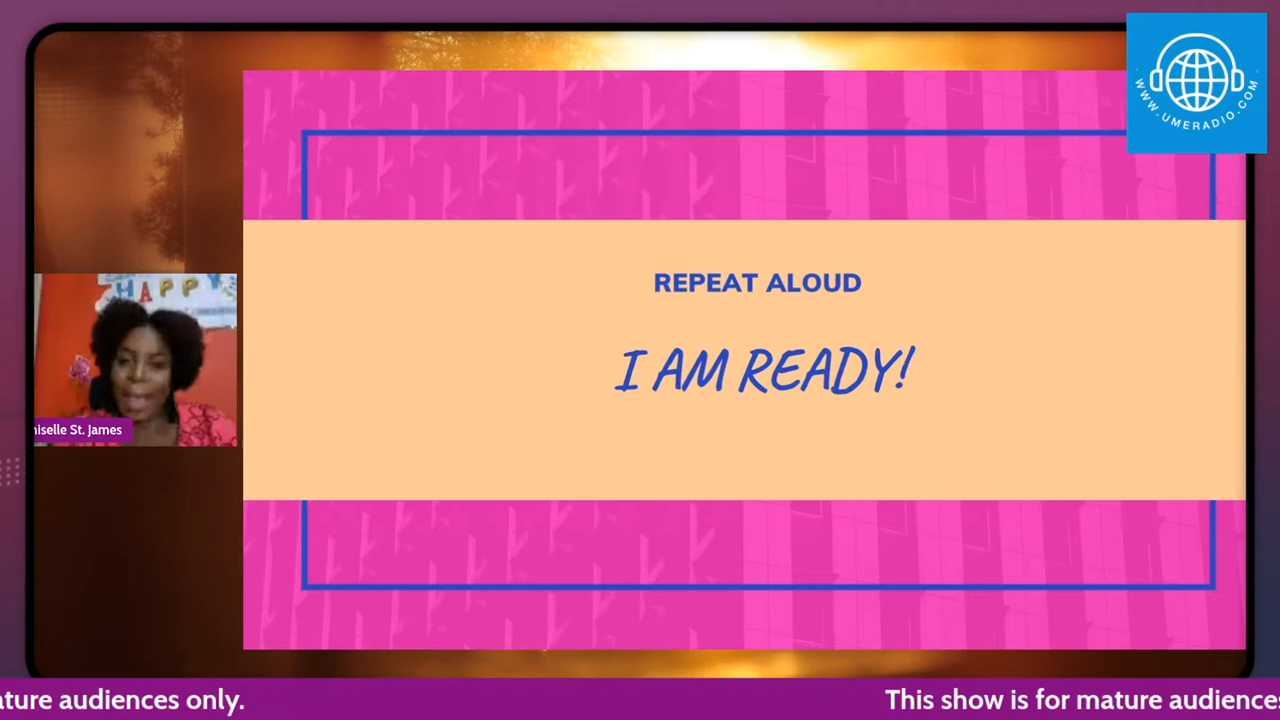 WWW.UMERADIO.COM
REPEAT ALOUD
I AM READY!
HAPPY
niselle St. James
ature audiences only.
This show is for mature audiences